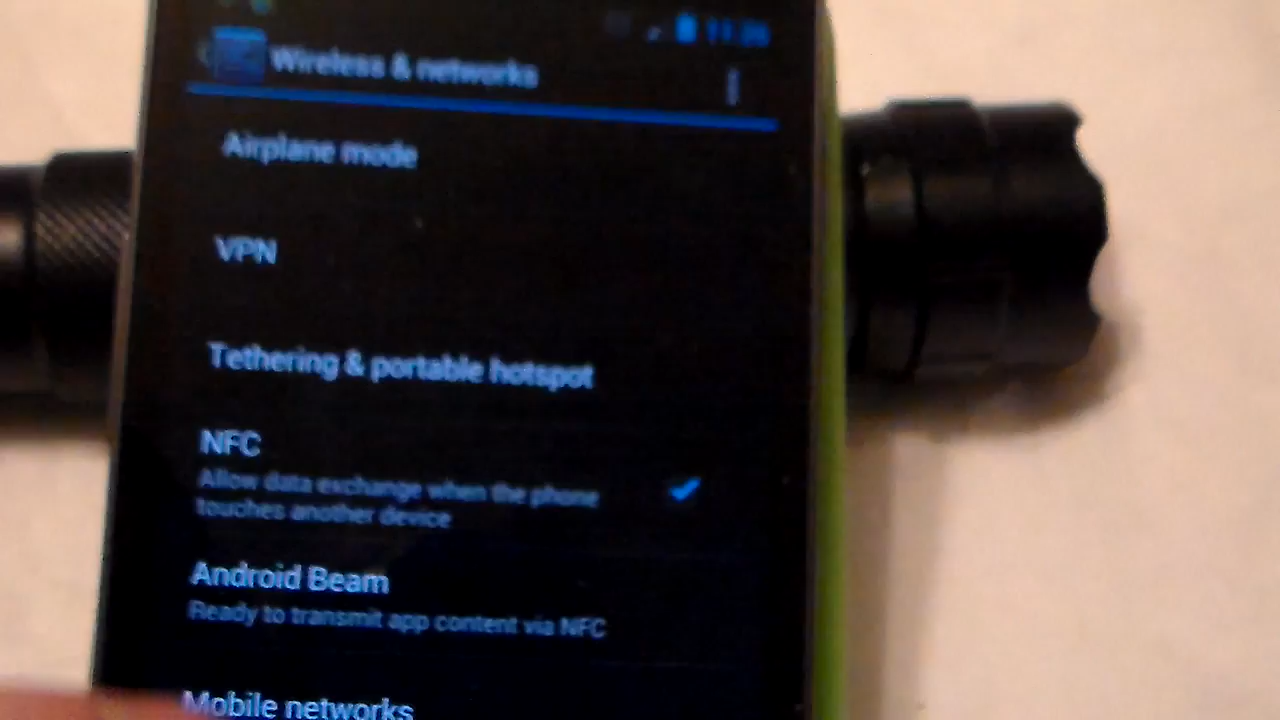 Wireless & networks
Airplane mode
VPN
Tethering & portable hotspot
NFC
Allow data exchange when the phone
touches another device
Android Beam
Ready to transmit app content via NFC
Mobile networks